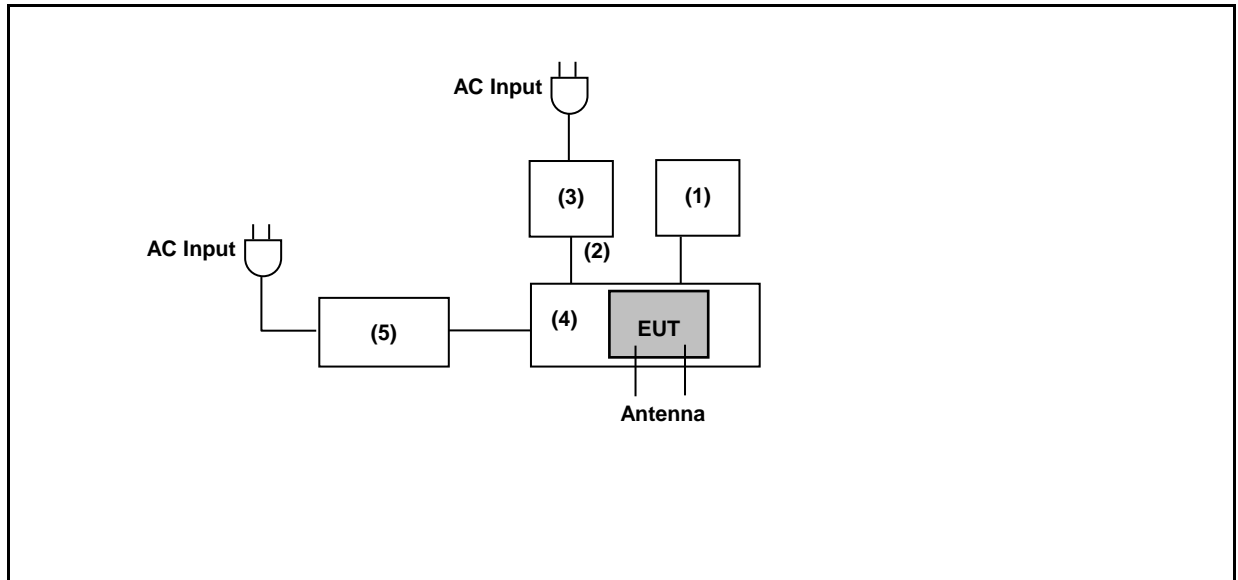 AC Input
(3)
(1)
(2)
AC Input
(4)
EUT
(5)
Antenna